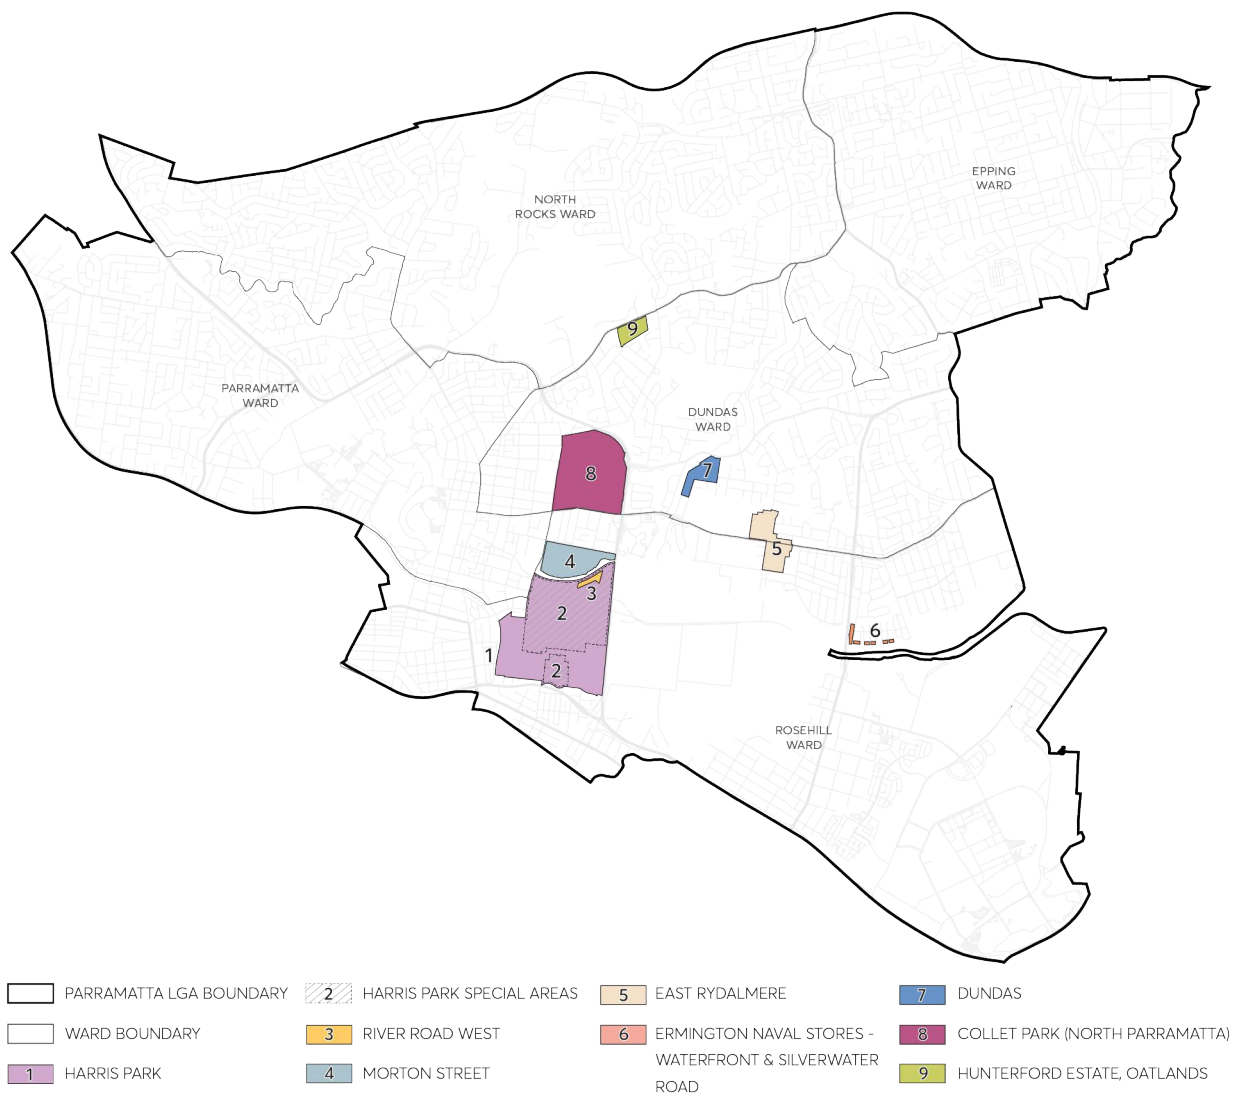 EPPING
WARD
NORTH
ROCKS WARD
9
PARRAMATTA
WARD
DUNDAS
WARD
8
7
5
4
3
2
6
1
2
ROSEHILL
WARD
PARRAMATTA LGA BOUNDARY
WARD BOUNDARY
1 HARRIS PARK
2 HARRIS PARK SPECIAL AREAS
3 RIVER ROAD WEST
4 MORTON STREET
5 EAST RYDALMERE
6 ERMINGTON NAVAL STORES -
WATERFRONT & SILVERWATER
ROAD
7 DUNDAS
8 COLLET PARK (NORTH PARRAMATTA)
9 HUNTERFORD ESTATE, OATLANDS